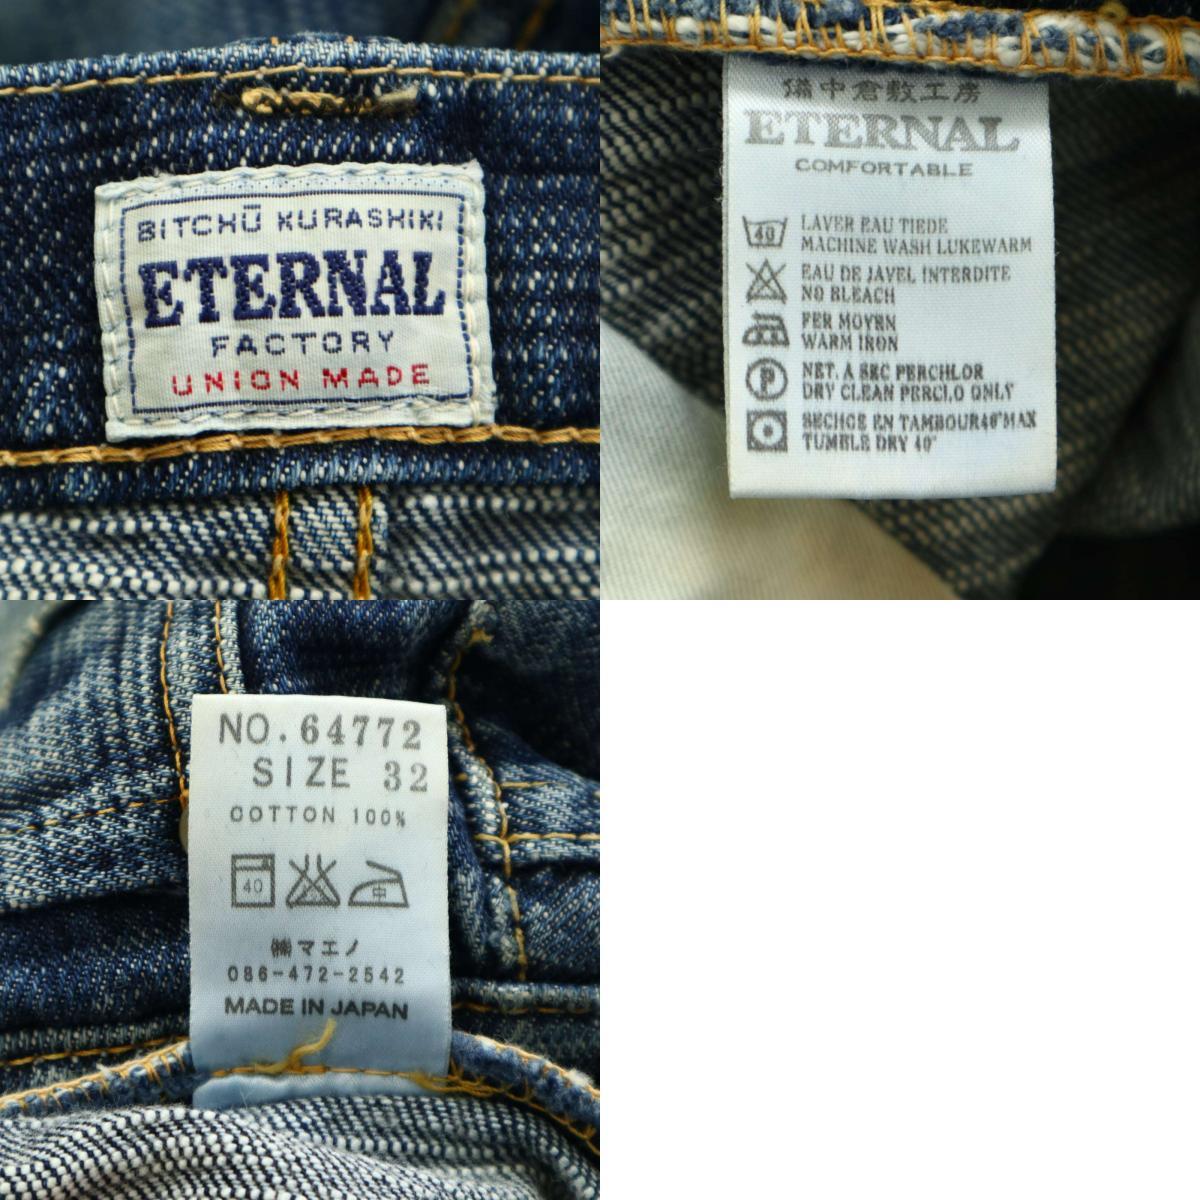 BITCHŪ KURASHIKI
ETERNAL
FACTORY
UNION MADE
備中倉敷工房
ETERNAL
COMFORTABLE
40
LAVER EAU TIEDE
MACHINE WASH LUKEWARM
EAU DE JAVEL INTERDITE
NO BLEACH
FER MOYEN
WARM IRON
P
NET. A SEC PERCHLOR
DRY CLEAN PERCLO ONLY
SECHGE EN TAMBOUR40°MAX
TUMBLE DRY 40°
NO. 64772
SIZE 32
COTTON 100%
40
中
㈱マエノ
086-472-2542
MADE IN JAPAN